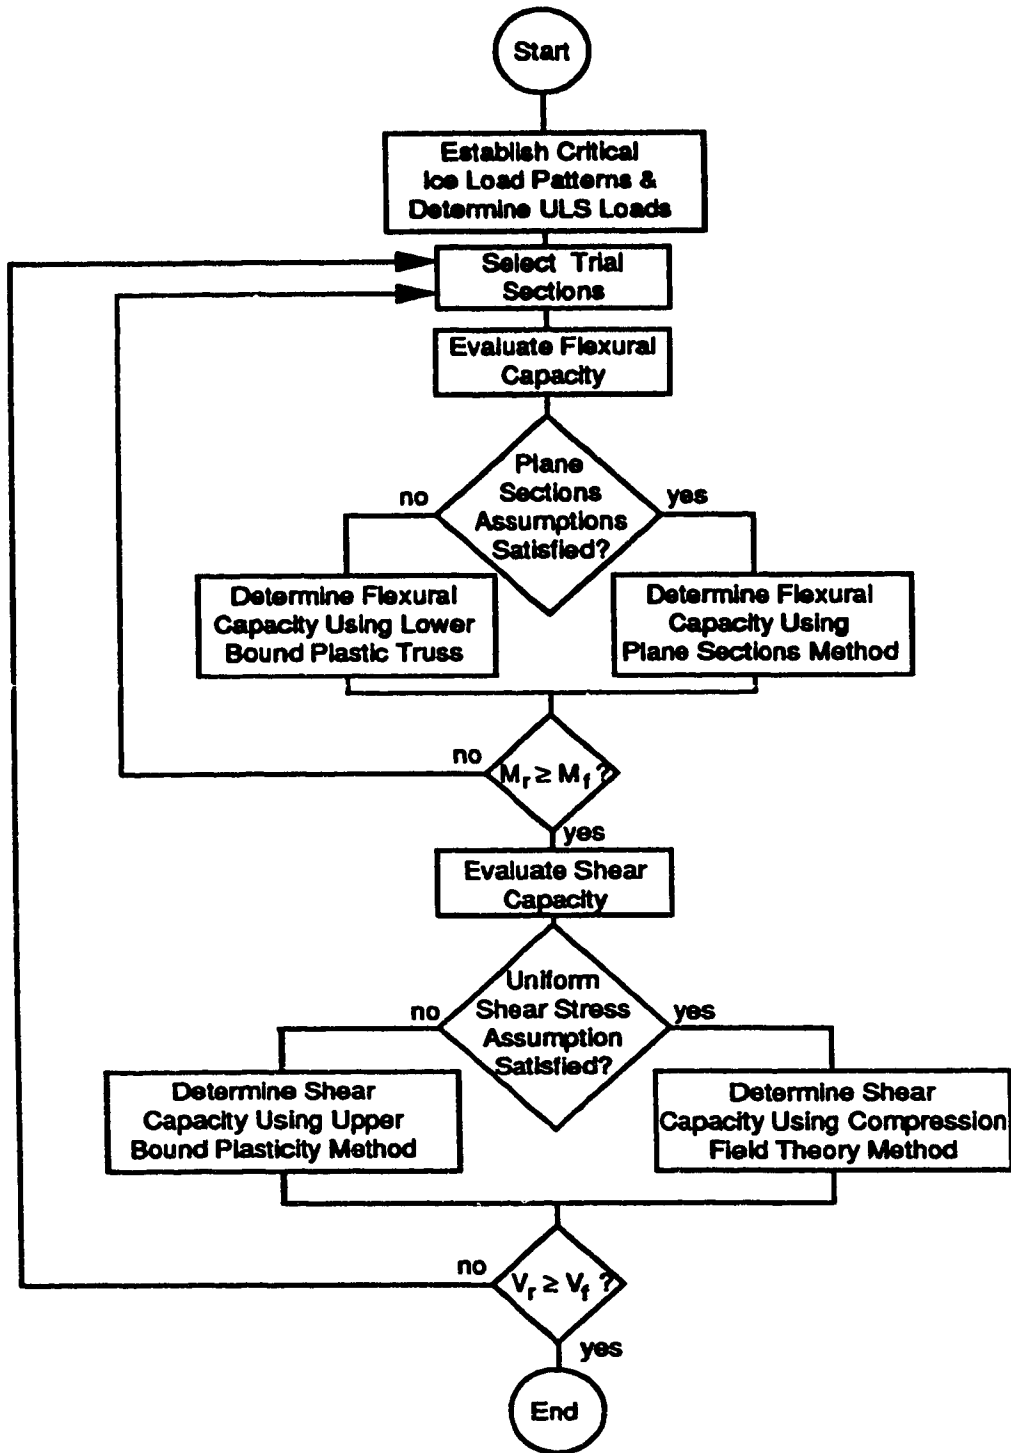 Start
Establish Critical
Ice Load Patterns &
Determine ULS Loads
Select Trial
Sections
Evaluate Flexural
Capacity
Plane
Sections
Assumptions
Satisfied?
no
yes
Determine Flexural
Capacity Using Lower
Bound Plastic Truss
Determine Flexural
Capacity Using
Plane Sections Method
no
Mr ≥ Mf ?
yes
Evaluate Shear
Capacity
Uniform
Shear Stress
Assumption
Satisfied?
no
yes
Determine Shear
Capacity Using Upper
Bound Plasticity Method
Determine Shear
Capacity Using Compression
Field Theory Method
no
Vr ≥ Vf ?
yes
End